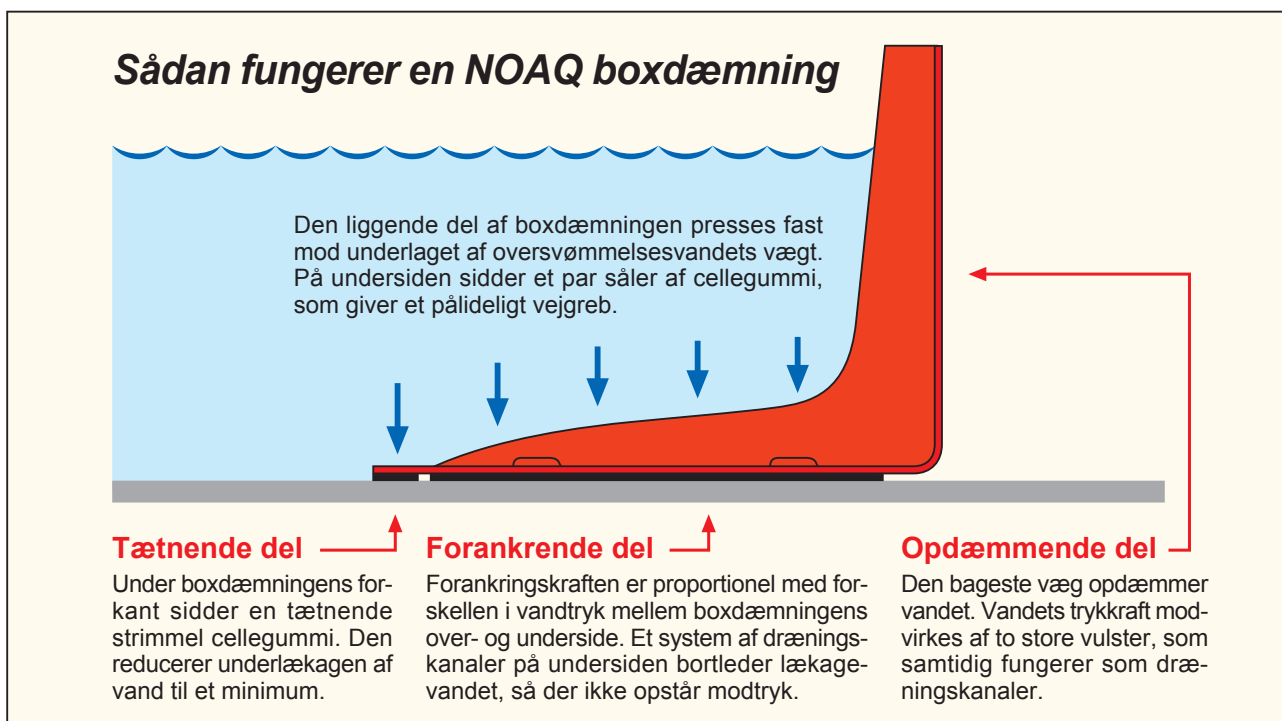 Sådan fungerer en NOAQ boxdæmning
Den liggende del af boxdæmningen presses fast
mod underlaget af oversvømmelsesvandets vægt.
På undersiden sidder et par såler af cellegummi,
som giver et pålideligt vejgreb.
Tætnende del
Under boxdæmningens for-
kant sidder en tætnende
strimmel cellegummi. Den
reducerer underlækagen af
vand til et minimum.
Forankrende del
Forankringskraften er proportionel med for-
skellen i vandtryk mellem boxdæmningens
over- og underside. Et system af drænings-
kanaler på undersiden bortleder lækage-
vandet, så der ikke opstår modtryk.
Opdæmmende del
Den bageste væg opdæmmer
vandet. Vandets trykkraft mod-
virkes af to store vulster, som
samtidig fungerer som dræ-
ningskanaler.